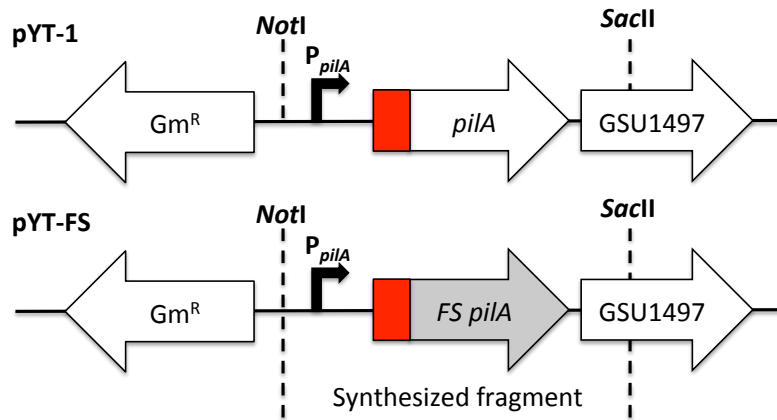 pYT-1
NotI
SacII
PpilA
GmR
pilA
GSU1497
pYT-FS
NotI
SacII
PpilA
GmR
FS pilA
GSU1497
Synthesized fragment